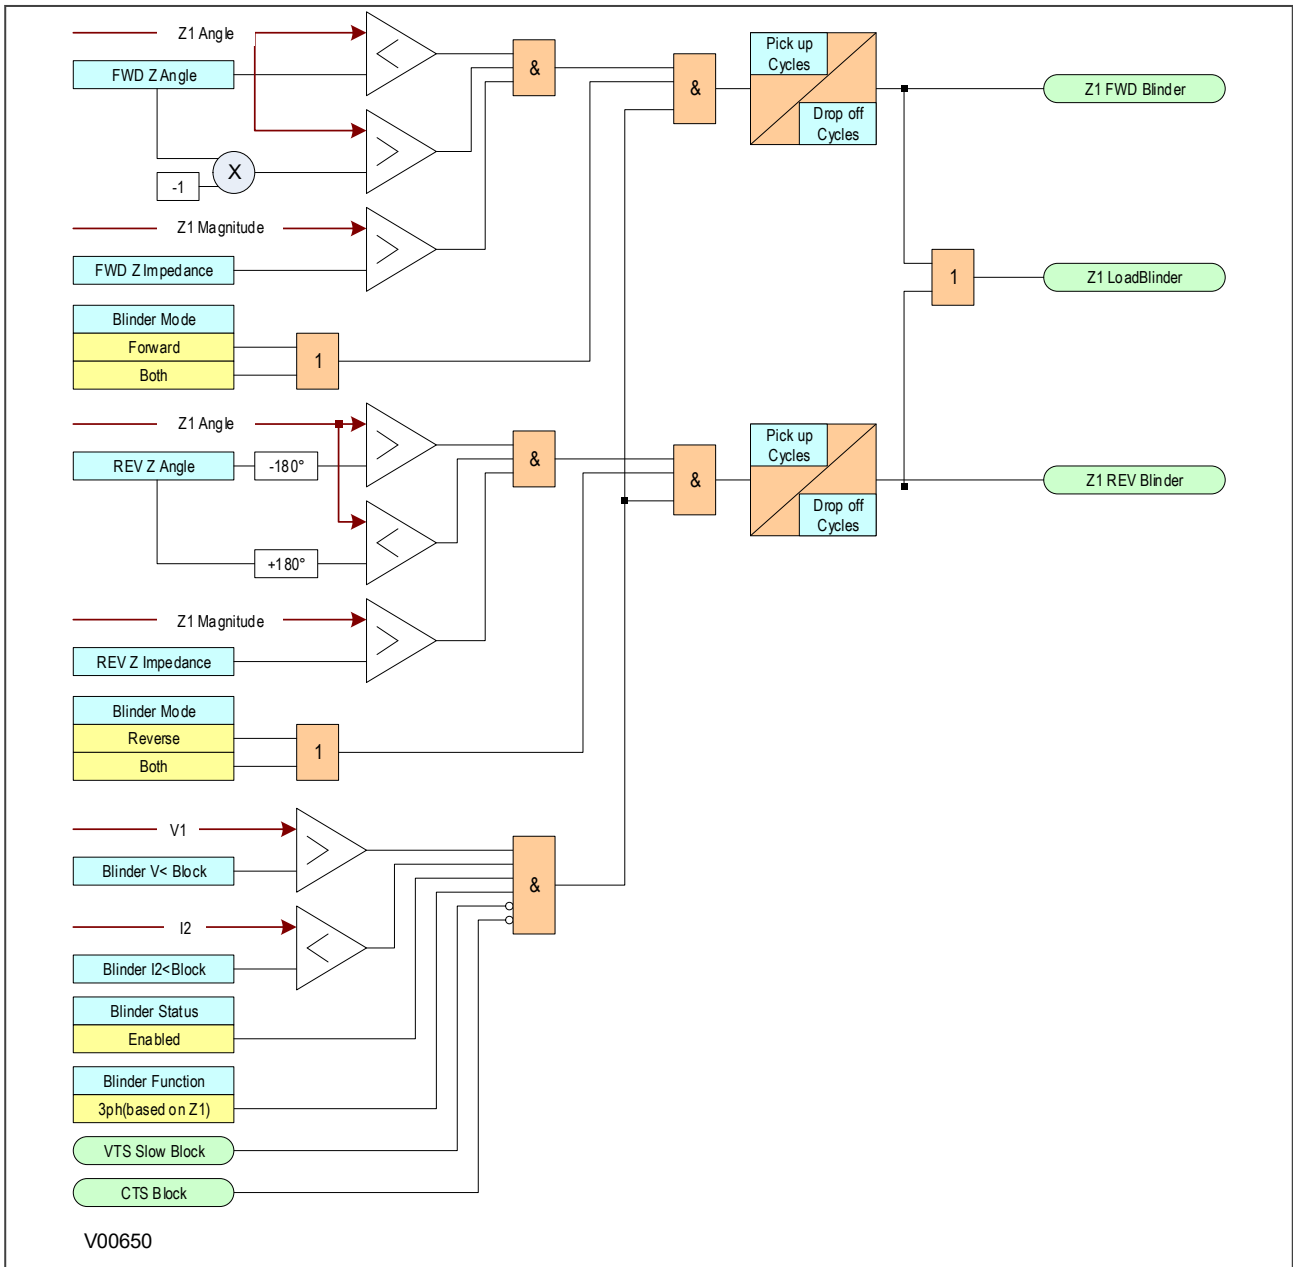 Z1 Angle
FWD Z Angle
X
-1
Z1 Magnitude
FWD Z Impedance
Blinder Mode
Forward
Both
1
&
&
Pick up
Cycles
Drop off
Cycles
Z1 FWD Blinder
1
Z1 LoadBlinder
Z1 Angle
REV Z Angle
-180°
+180°
Z1 Magnitude
REV Z Impedance
Blinder Mode
Reverse
Both
1
&
&
Pick up
Cycles
Drop off
Cycles
Z1 REV Blinder
V1
Blinder V< Block
I2
Blinder I2<Block
Blinder Status
Enabled
Blinder Function
3ph(based on Z1)
VTS Slow Block
CTS Block
&
V00650